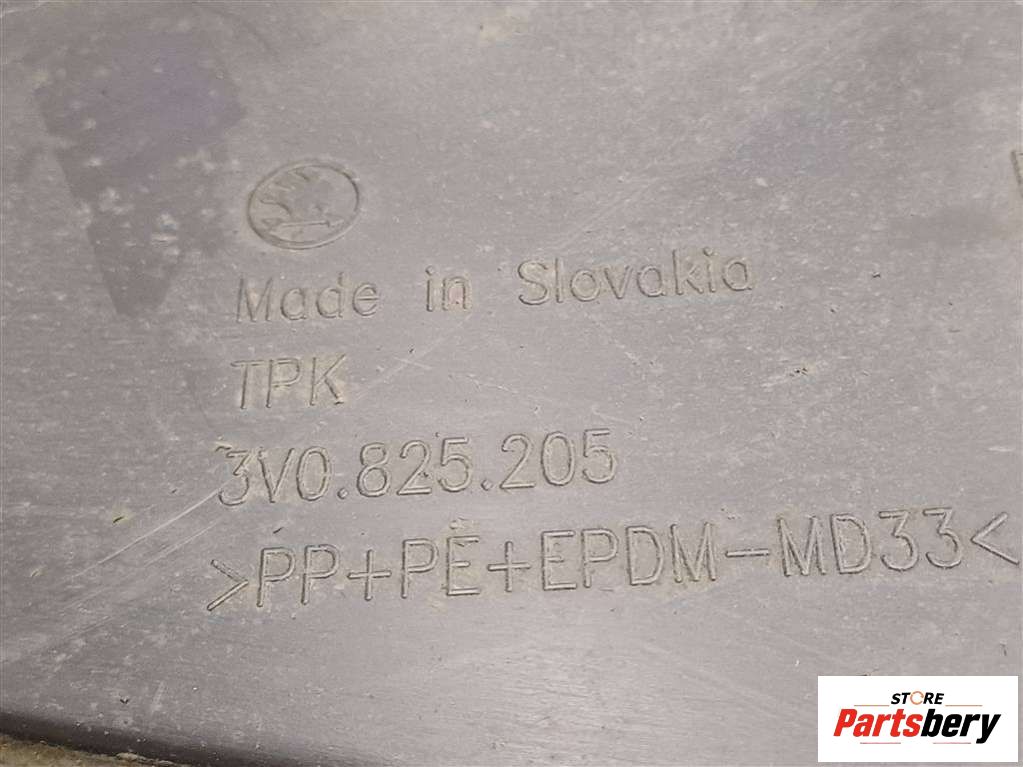 Made in Slovakia
TPK
3V0.825.205
>PP+PE+EPDM-MD33<
STORE
Partsbery